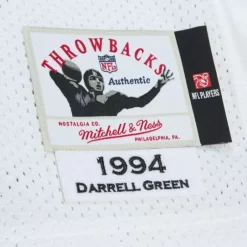 THROWBACKS
NFL
Authentic
NFL PLAYERS
NOSTALGIA CO.
Mitchell & Ness
PHILADELPHIA, PA.
1994
DARRELL GREEN